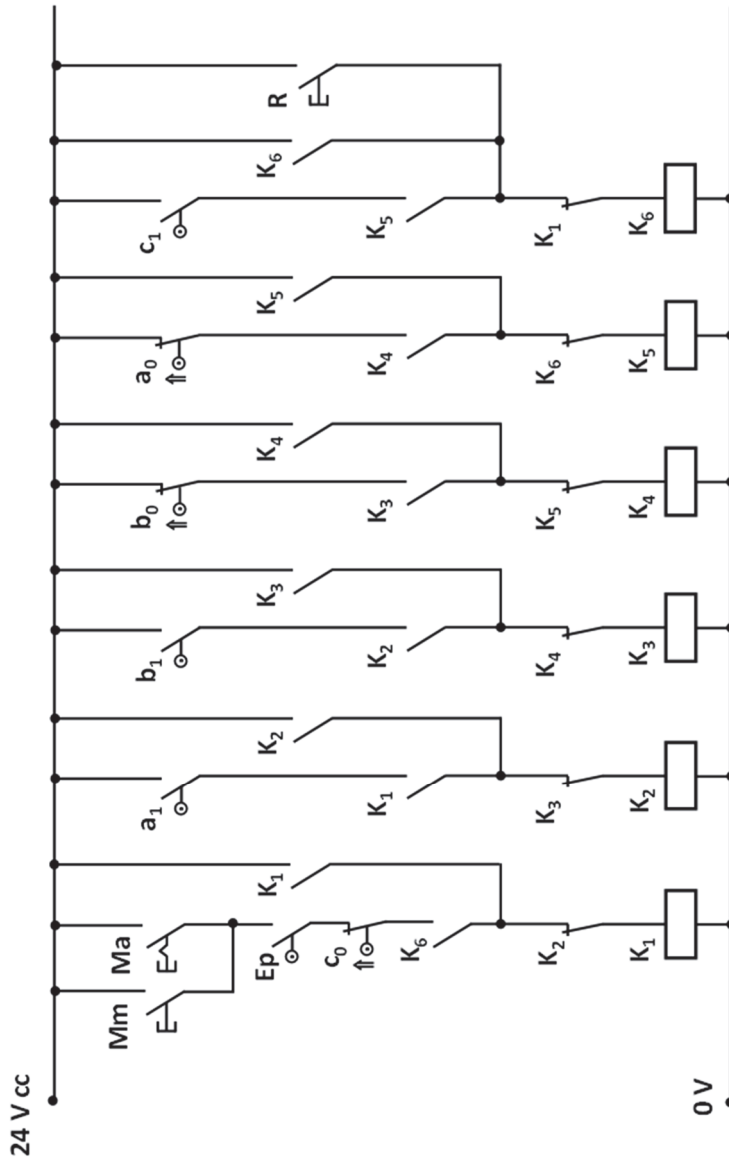 24 V cc
Mm
Ma
Ep
c₀
K₆
K₁
K₂
K₁
a₁
K₁
K₂
K₃
K₂
b₁
K₂
K₃
K₄
K₃
b₀
K₃
K₄
K₅
K₄
a₀
K₄
K₅
K₆
K₅
c₁
K₅
K₆
R
K₁
K₆
0 V